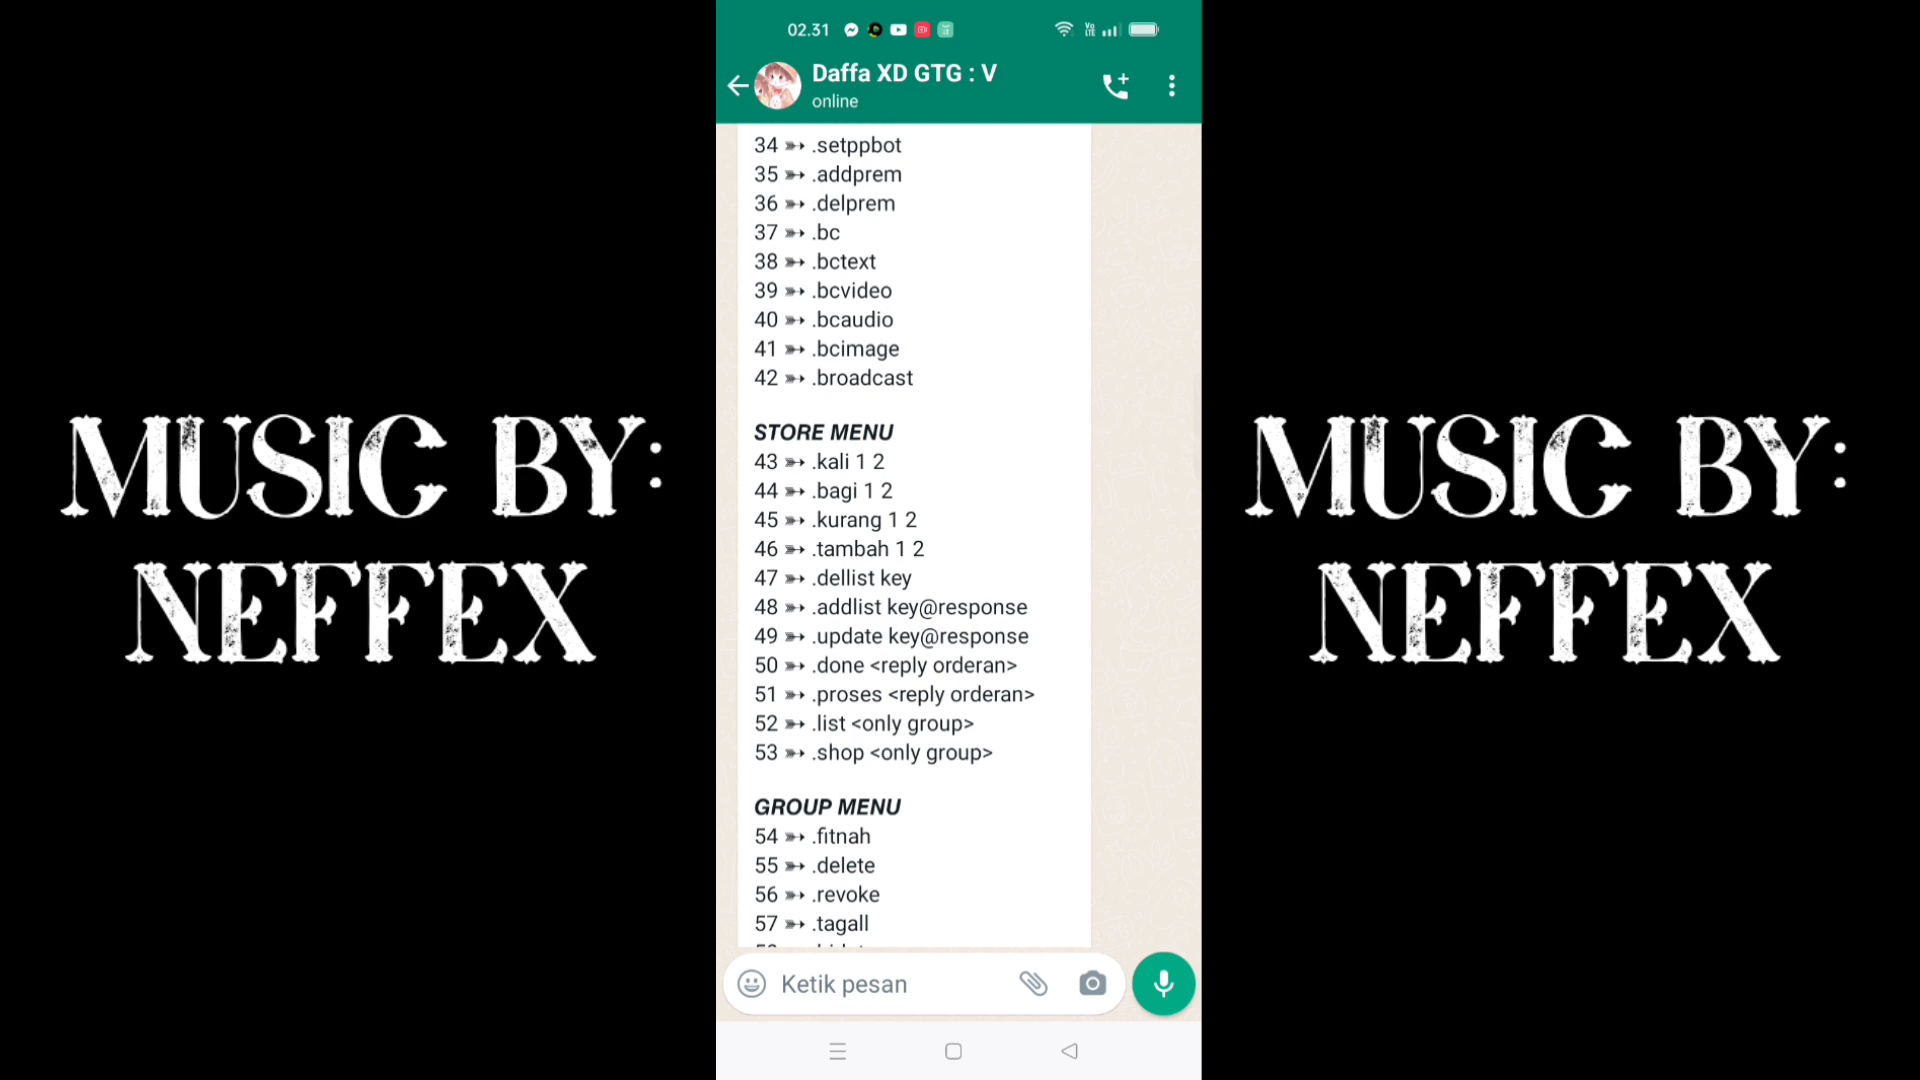 MUSIC BY:
NEFFEX
02.31
Daffa XD GTG : V
online
34 ➳ .setppbot
35 ➳ .addprem
36 ➳ .delprem
37 ➳ .bc
38 ➳ .bctext
39 ➳ .bcvideo
40 ➳ .bcaudio
41 ➳ .bcimage
42 ➳ .broadcast
STORE MENU
43 ➳ .kali 1 2
44 ➳ .bagi 1 2
45 ➳ .kurang 1 2
46 ➳ .tambah 1 2
47 ➳ .dellist key
48 ➳ .addlist key@response
49 ➳ .update key@response
50 ➳ .done <reply orderan>
51 ➳ .proses <reply orderan>
52 ➳ .list <only group>
53 ➳ .shop <only group>
GROUP MENU
54 ➳ .fitnah
55 ➳ .delete
56 ➳ .revoke
57 ➳ .tagall
Ketik pesan
MUSIC BY:
NEFFEX